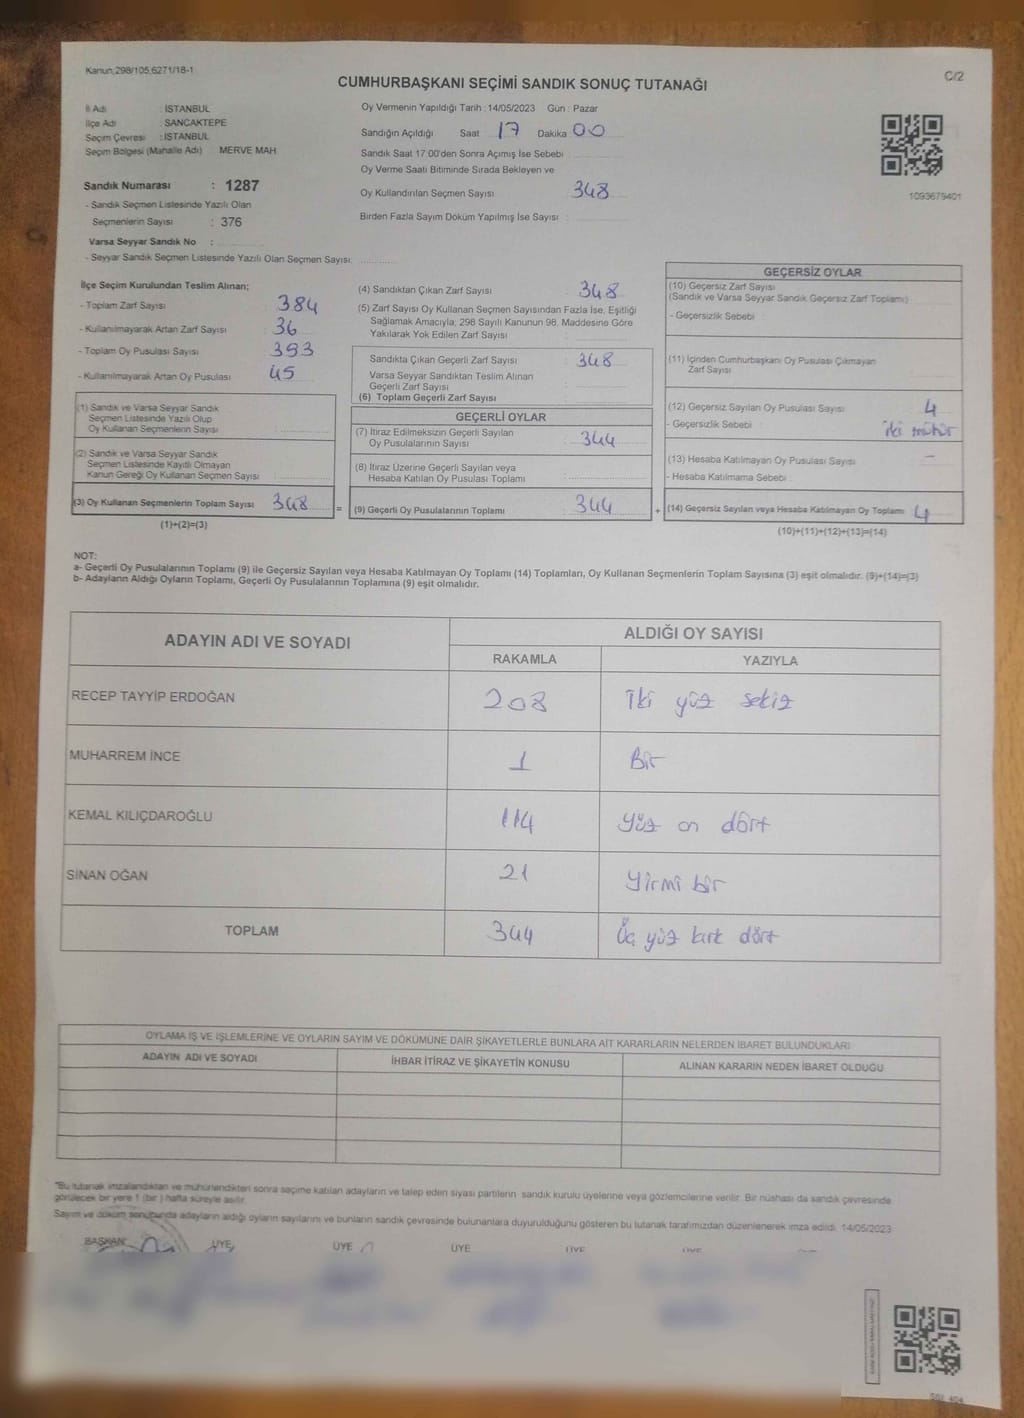 Kanun;298/105,6271/18-1
C/2
CUMHURBAŞKANI SEÇİMİ SANDIK SONUÇ TUTANAĞI
İl Adı : İSTANBUL
İlçe Adı : SANCAKTEPE
Seçim Çevresi : İSTANBUL
Seçim Bölgesi (Mahalle Adı) MERVE MAH.
Sandık Numarası : 1287
- Sandık Seçmen Listesinde Yazılı Olan
Seçmenlerin Sayısı : 376
Varsa Seyyar Sandık No :
- Seyyar Sandık Seçmen Listesinde Yazılı Olan Seçmen Sayısı:
Oy Vermenin Yapıldığı Tarih : 14/05/2023 Gün : Pazar
Sandığın Açıldığı Saat 17 Dakika 00
Sandık Saat 17:00'den Sonra Açılmış İse Sebebi :
Oy Verme Saati Bitiminde Sırada Bekleyen ve
Oy Kullandırılan Seçmen Sayısı 348
Birden Fazla Sayım Döküm Yapılmış İse Sayısı :
1093679401
İlçe Seçim Kurulundan Teslim Alınan;
- Toplam Zarf Sayısı 384
- Kullanılmayarak Artan Zarf Sayısı 36
- Toplam Oy Pusulası Sayısı 393
- Kullanılmayarak Artan Oy Pusulası 45
(1) Sandık ve Varsa Seyyar Sandık
Seçmen Listesinde Yazılı Olup
Oy Kullanan Seçmenlerin Sayısı :
(2) Sandık ve Varsa Seyyar Sandık
Seçmen Listesinde Kayıtlı Olmayan
Kanun Gereği Oy Kullanan Seçmen Sayısı :
(3) Oy Kullanan Seçmenlerin Toplam Sayısı 348
(1)+(2)=(3)
=
(4) Sandıktan Çıkan Zarf Sayısı : 348
(5) Zarf Sayısı Oy Kullanan Seçmen Sayısından Fazla İse, Eşitliği
Sağlamak Amacıyla; 298 Sayılı Kanunun 98. Maddesine Göre
Yakılarak Yok Edilen Zarf Sayısı :
Sandıkta Çıkan Geçerli Zarf Sayısı : 348
Varsa Seyyar Sandıktan Teslim Alınan
Geçerli Zarf Sayısı :
(6) Toplam Geçerli Zarf Sayısı :
GEÇERLİ OYLAR
(7) İtiraz Edilmeksizin Geçerli Sayılan
Oy Pusulalarının Sayısı : 344
(8) İtiraz Üzerine Geçerli Sayılan veya
Hesaba Katılan Oy Pusulası Toplamı :
(9) Geçerli Oy Pusulalarının Toplamı : 344
+
GEÇERSİZ OYLAR
(10) Geçersiz Zarf Sayısı
(Sandık ve Varsa Seyyar Sandık Geçersiz Zarf Toplamı)
- Geçersizlik Sebebi :
(11) İçinden Cumhurbaşkanı Oy Pusulası Çıkmayan
Zarf Sayısı :
(12) Geçersiz Sayılan Oy Pusulası Sayısı 4
- Geçersizlik Sebebi : iki mühür
(13) Hesaba Katılmayan Oy Pusulası Sayısı -
- Hesaba Katılmama Sebebi :
(14) Geçersiz Sayılan veya Hesaba Katılmayan Oy Toplamı 4
(10)+(11)+(12)+(13)=(14)
NOT:
a- Geçerli Oy Pusulalarının Toplamı (9) ile Geçersiz Sayılan veya Hesaba Katılmayan Oy Toplamı (14) Toplamları, Oy Kullanan Seçmenlerin Toplam Sayısına (3) eşit olmalıdır. (9)+(14)=(3)
b- Adayların Aldığı Oyların Toplamı, Geçerli Oy Pusulalarının Toplamına (9) eşit olmalıdır.
ADAYIN ADI VE SOYADI
ALDIĞI OY SAYISI
RAKAMLA YAZIYLA
RECEP TAYYİP ERDOĞAN 208 İki yüz sekiz
MUHARREM İNCE 1 Bir
KEMAL KILIÇDAROĞLU 114 yüz on dört
SİNAN OĞAN 21 yirmi bir
TOPLAM 344 Üç yüz kırk dört
OYLAMA İŞ VE İŞLEMLERİNE VE OYLARIN SAYIM VE DÖKÜMÜNE DAİR ŞİKAYETLERLE BUNLARA AİT KARARLARIN NELERDEN İBARET BULUNDUKLARI
ADAYIN ADI VE SOYADI İHBAR İTİRAZ VE ŞİKAYETİN KONUSU ALINAN KARARIN NEDEN İBARET OLDUĞU
"Bu tutanak imzalandıktan ve mühürlendikten sonra seçime katılan adayların ve talep eden siyasi partilerin sandık kurulu üyelerine veya gözlemcilerine verilir. Bir nüshası da sandık çevresinde
görülecek bir yere 1 (bir) hafta süreyle asılır.
Sayım ve döküm sonucunda adayların aldığı oyların sayılarını ve bunların sandık çevresinde bulunanlara duyurulduğunu gösteren bu tutanak tarafımızdan düzenlenerek imza edildi. 14/05/2023
BAŞKAN: ÜYE ÜYE ÜYE ÜYE ÜYE